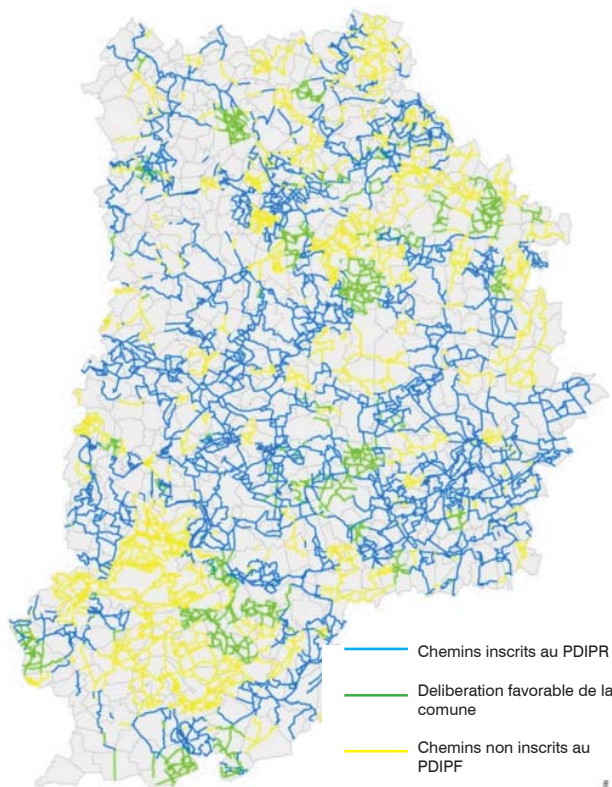 Chemins inscrits au PDIPR
Deliberation favorable de la
comune
Chemins non inscrits au
PDIPF